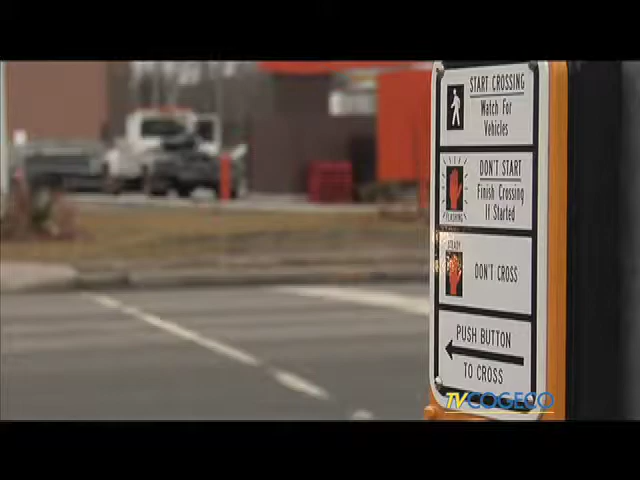 START CROSSING
Watch For
Vehicles
DON'T START
Finish Crossing
If Started
FLASHING
STEADY
DON'T CROSS
PUSH BUTTON
TO CROSS
TVCOGECO